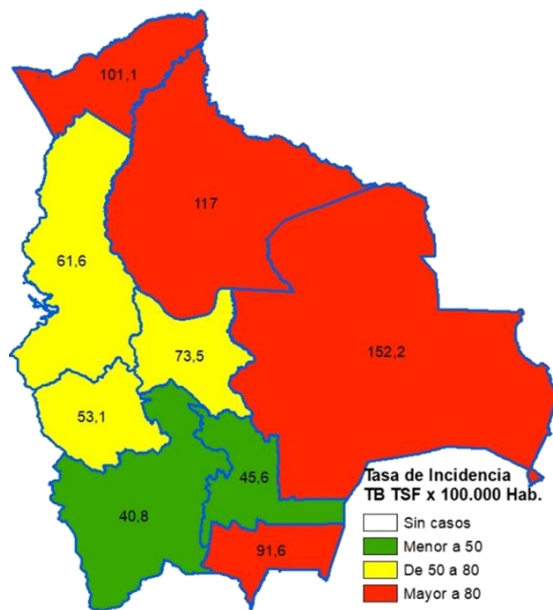 101,1
117
61,6
73,5
152,2
53,1
45,6
40,8
91,6
Tasa de Incidencia
TB TSF x 100.000 Hab.
Sin casos
Menor a 50
De 50 a 80
Mayor a 80